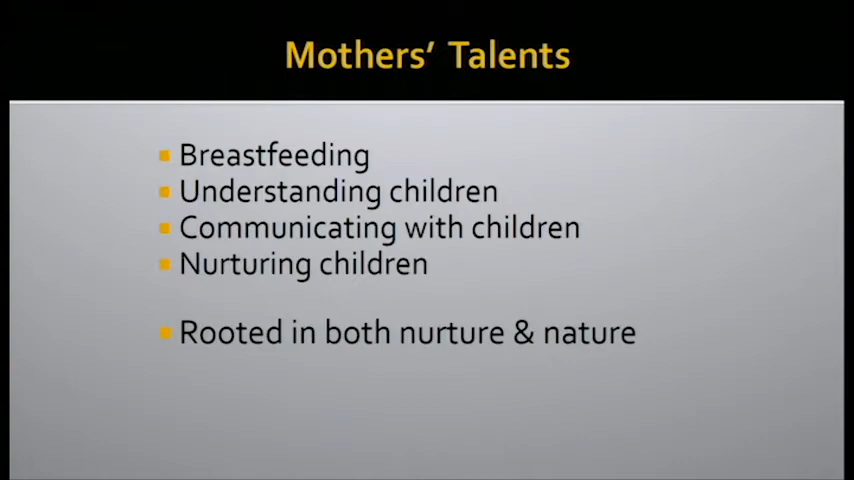 Mothers' Talents
Breastfeeding
Understanding children
Communicating with children
Nurturing children
Rooted in both nurture & nature